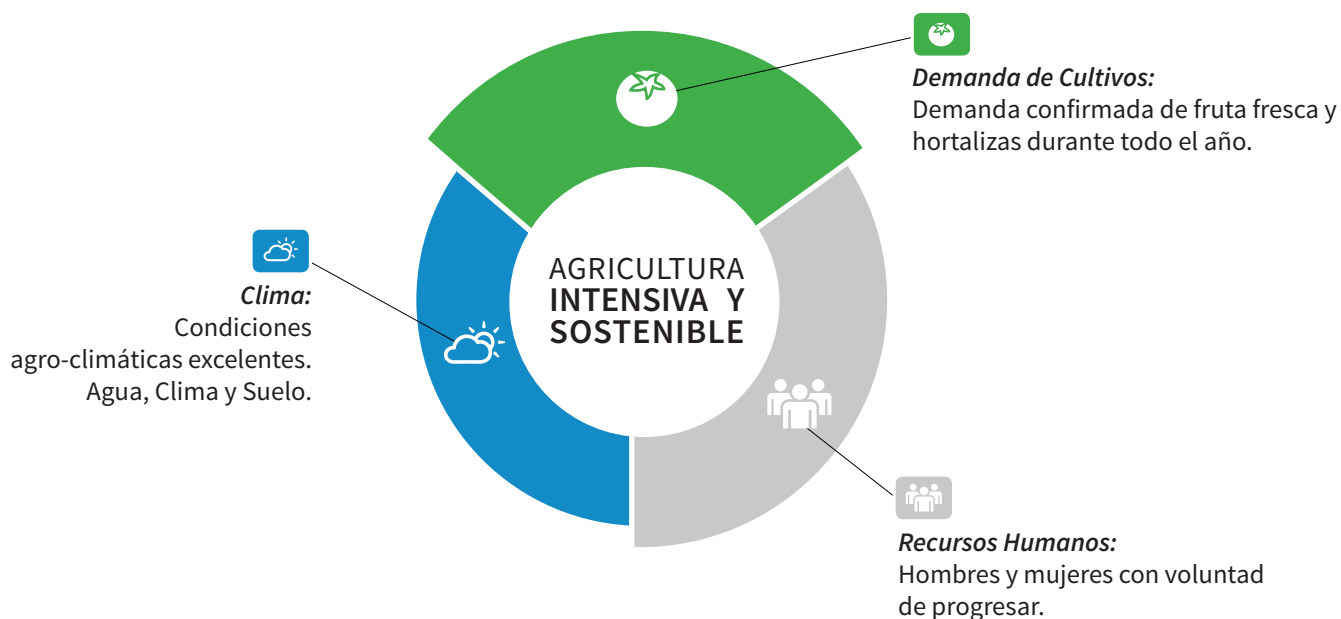 Demanda de Cultivos:
Demanda confirmada de fruta fresca y
hortalizas durante todo el año.
Clima:
Condiciones
agro-climáticas excelentes.
Agua, Clima y Suelo.
AGRICULTURA
INTENSIVA Y
SOSTENIBLE
Recursos Humanos:
Hombres y mujeres con voluntad
de progresar.